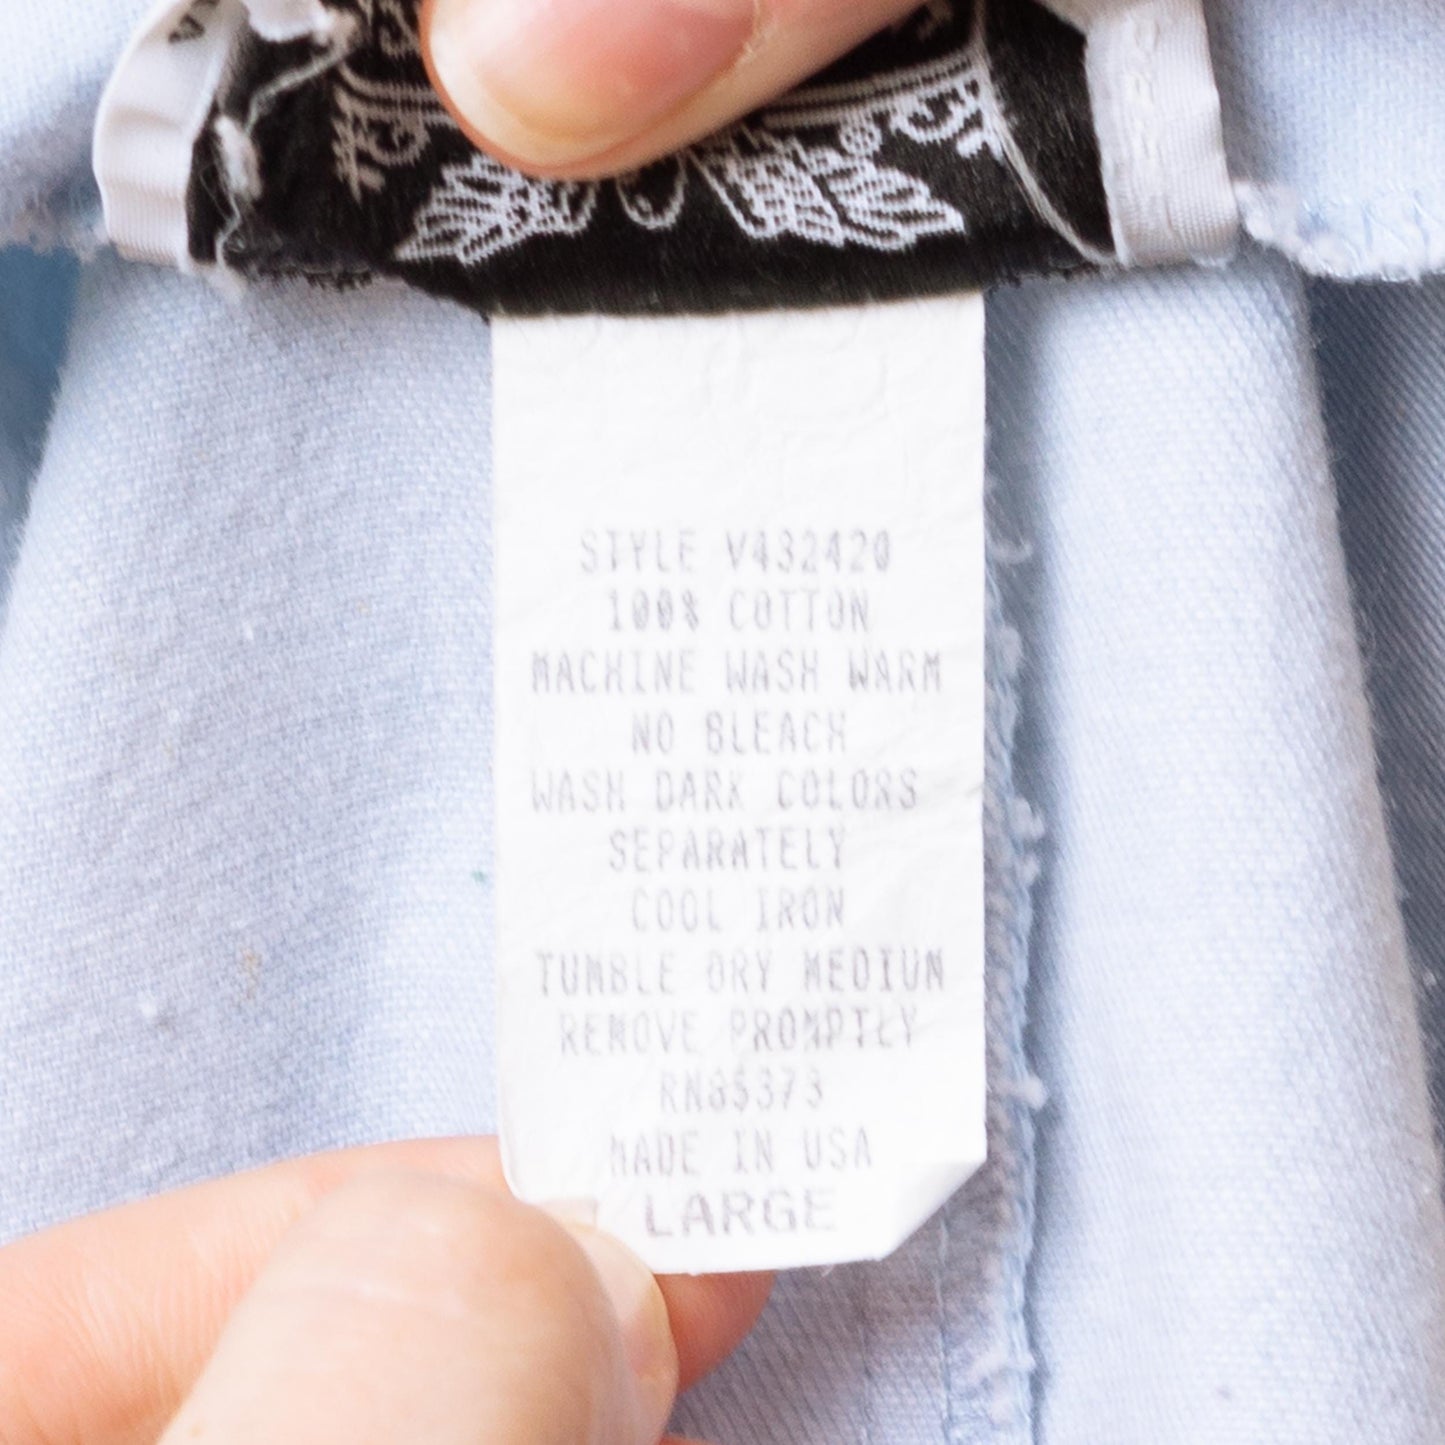 STYLE V432420
100% COTTON
MACHINE WASH WARM
NO BLEACH
WASH DARK COLORS
SEPARATELY
COOL IRON
TUMBLE DRY MEDIUM
REMOVE PROMPTLY
RN85373
MADE IN USA
LARGE